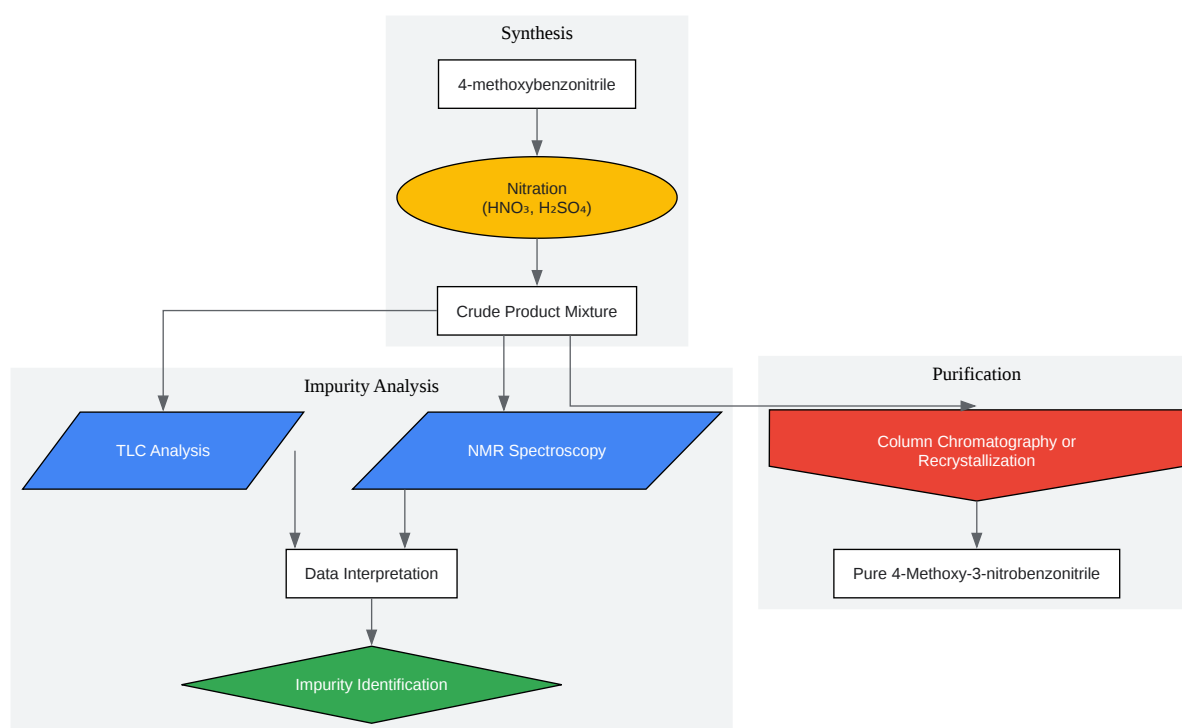 Synthesis
4-methoxybenzonitrile
Nitration
(HNO₃, H₂SO₄)
Crude Product Mixture
Impurity Analysis
TLC Analysis
NMR Spectroscopy
Data Interpretation
Impurity Identification
Purification
Column Chromatography or
Recrystallization
Pure 4-Methoxy-3-nitrobenzonitrile